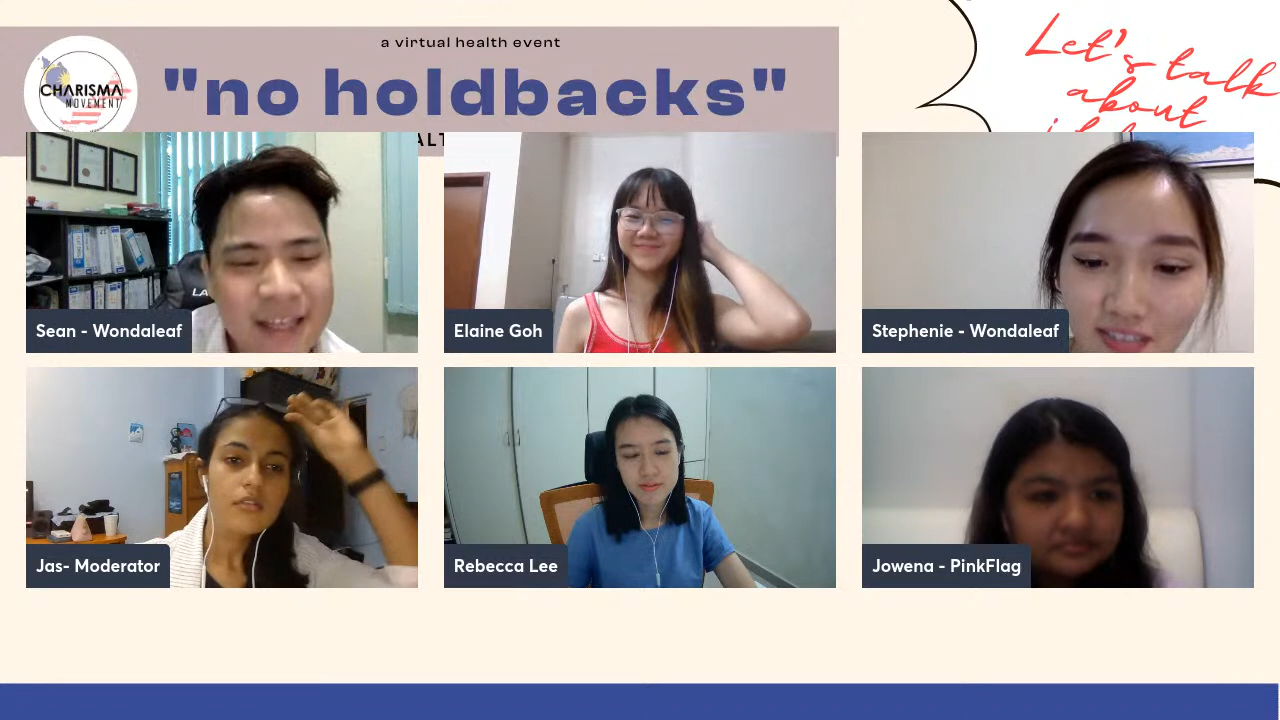 a virtual health event
"no holdbacks"
CHARISMA
MOVEMENT
Let's talk
about
Sean - Wondaleaf
Elaine Goh
Stephenie - Wondaleaf
Jas- Moderator
Rebecca Lee
Jowena - PinkFlag